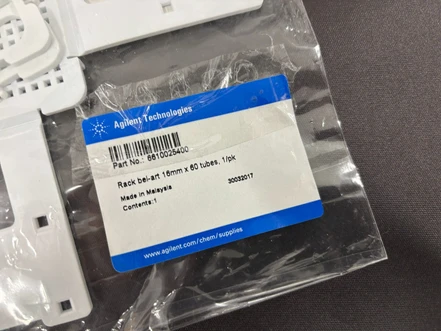 Agilent Technologies
Part No.: 6610025400
Rack bel-art 16mm x 60 tubes, 1/pk
Made in Malaysia
30032017
Contents:1
www.agilent.com/chem/supplies